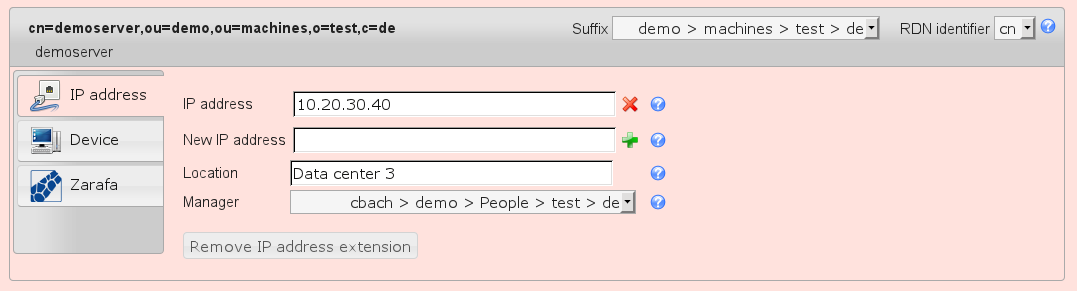 cn=demoserver,ou=demo,ou=machines,o=test,c=de
Suffix demo > machines > test > de RDN identifier cn
demoserver
IP address
Device
Zarafa
IP address 10.20.30.40
New IP address
Location Data center 3
Manager cbach > demo > People > test > de
Remove IP address extension